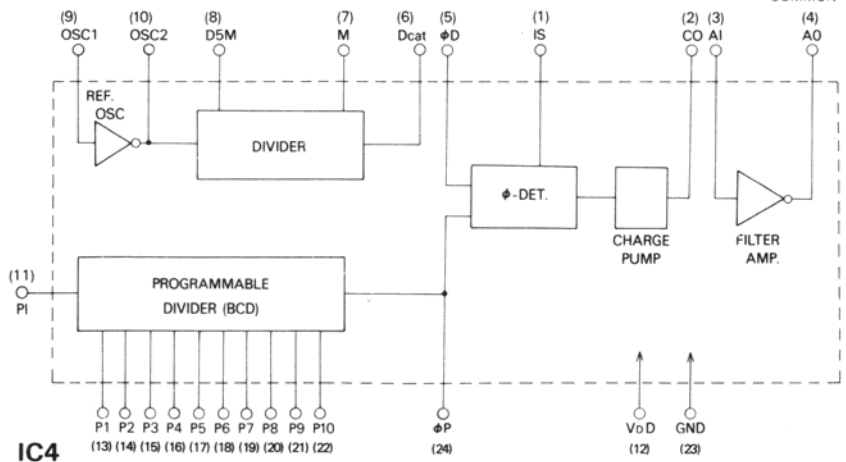 COMMON
(9) (10) (8) (7) (6) (5) (1) (2) (3) (4)
OSC1 OSC2 D5M M Dcat φD IS CO AI AO
REF.
OSC
DIVIDER
φ-DET.
CHARGE
PUMP
FILTER
AMP.
(11)
PI
PROGRAMMABLE
DIVIDER (BCD)
P1 P2 P3 P4 P5 P6 P7 P8 P9 P10 φP VDD GND
(13) (14) (15) (16) (17) (18) (19) (20) (21) (22) (24) (12) (23)
IC4